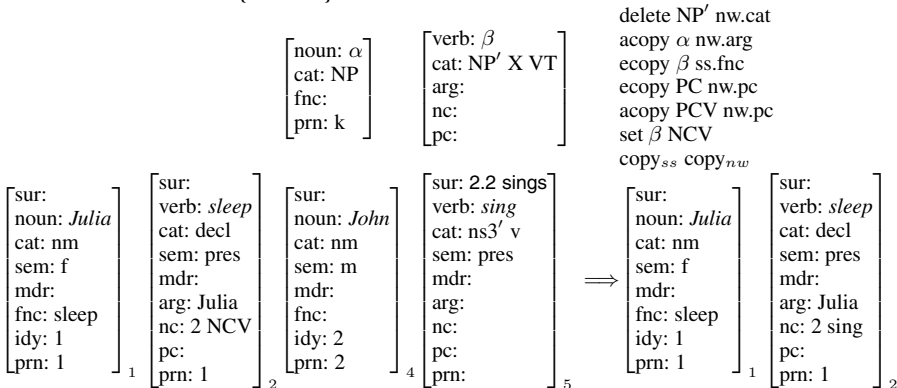 delete NP′ nw.cat
acopy α nw.arg
ecopy β ss.fnc
ecopy PC nw.pc
acopy PCV nw.pc
set β NCV
copy_ss copy_nw
noun: α
cat: NP
fnc:
prn: k
verb: β
cat: NP′ X VT
arg:
nc:
pc:
sur:
noun: Julia
cat: nm
sem: f
mdr:
fnc: sleep
idy: 1
prn: 1
1
sur:
verb: sleep
cat: decl
sem: pres
mdr:
arg: Julia
nc: 2 NCV
pc:
prn: 1
2
sur:
noun: John
cat: nm
sem: m
mdr:
fnc:
idy: 2
prn: 2
4
sur: 2.2 sings
verb: sing
cat: ns3′ v
sem: pres
mdr:
arg:
nc:
pc:
prn:
5
⟹
sur:
noun: Julia
cat: nm
sem: f
mdr:
fnc: sleep
idy: 1
prn: 1
1
sur:
verb: sleep
cat: decl
sem: pres
mdr:
arg: Julia
nc: 2 sing
pc:
prn: 1
2